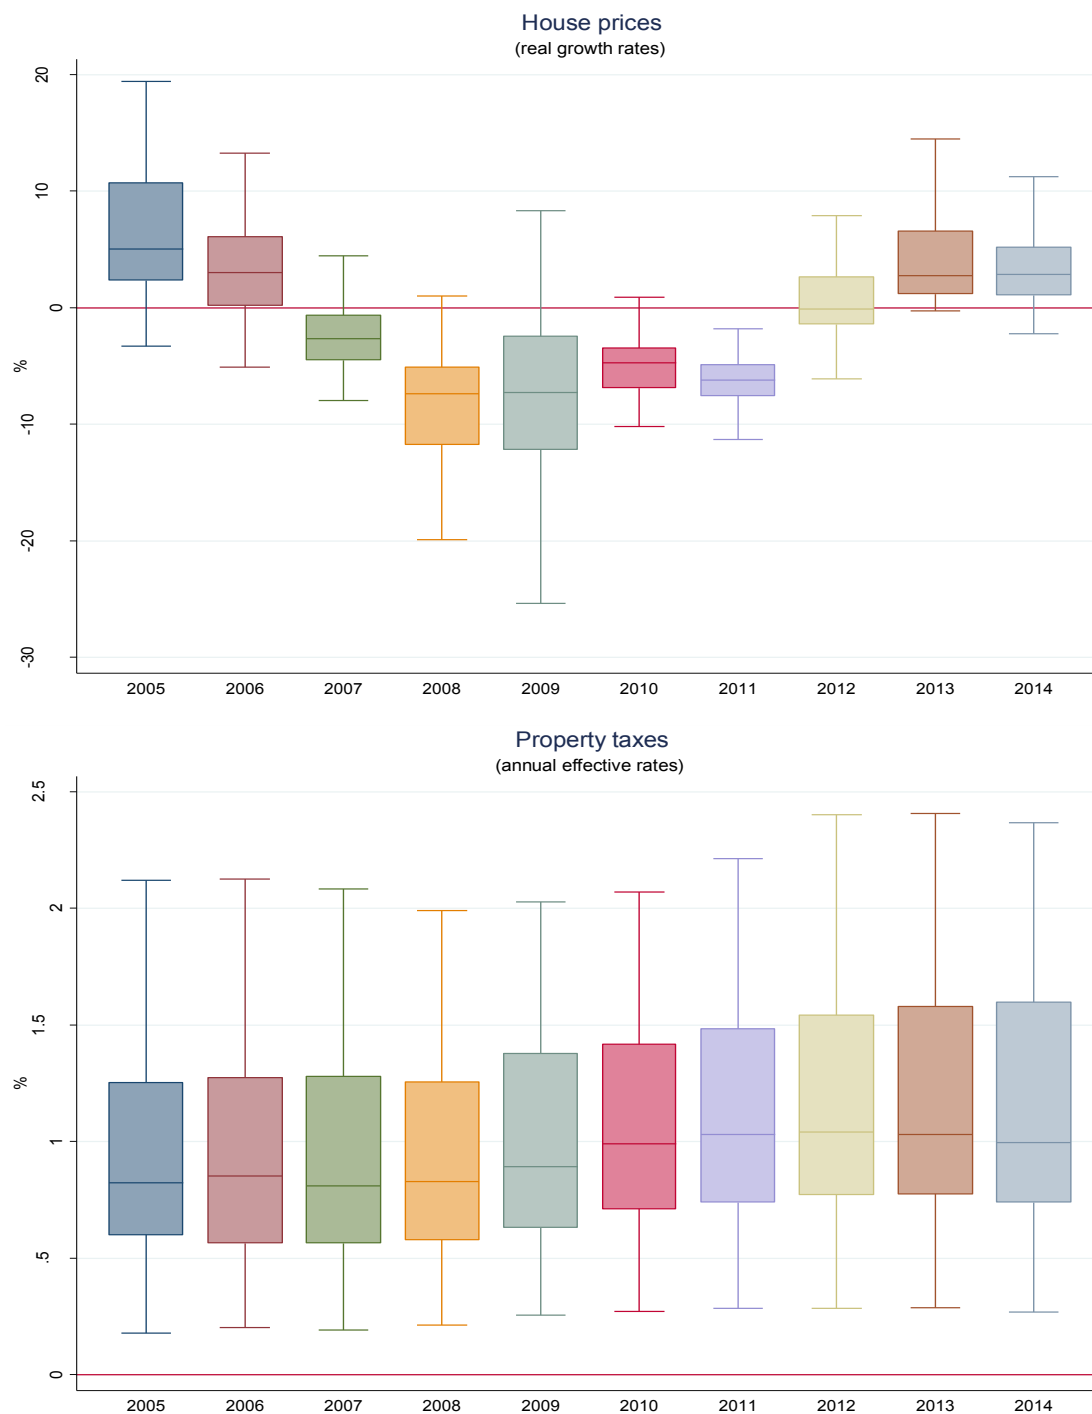 House prices
(real growth rates)
20
10
0
%
-10
-20
-30
2005 2006 2007 2008 2009 2010 2011 2012 2013 2014
Property taxes
(annual effective rates)
2.5
2
1.5
%
1
.5
0
2005 2006 2007 2008 2009 2010 2011 2012 2013 2014